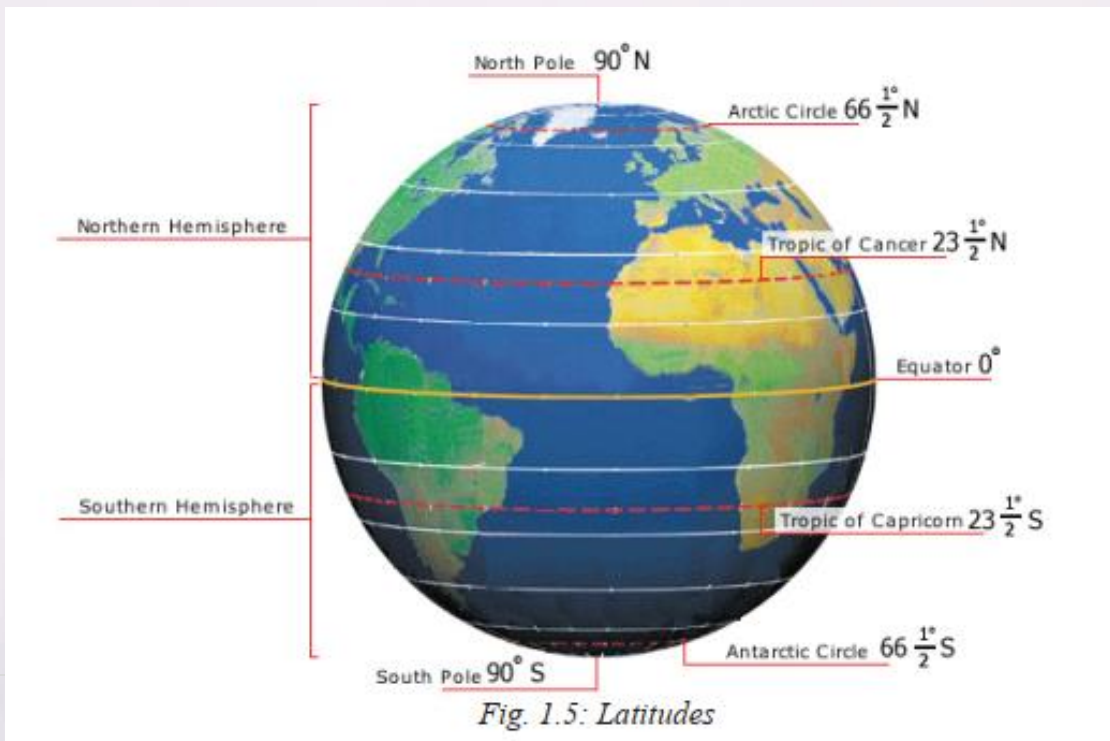 North Pole 90° N
Arctic Circle 66 1/2° N
Northern Hemisphere
Tropic of Cancer 23 1/2° N
Equator 0°
Southern Hemisphere
Tropic of Capricorn 23 1/2° S
Antarctic Circle 66 1/2° S
South Pole 90° S
Fig. 1.5: Latitudes